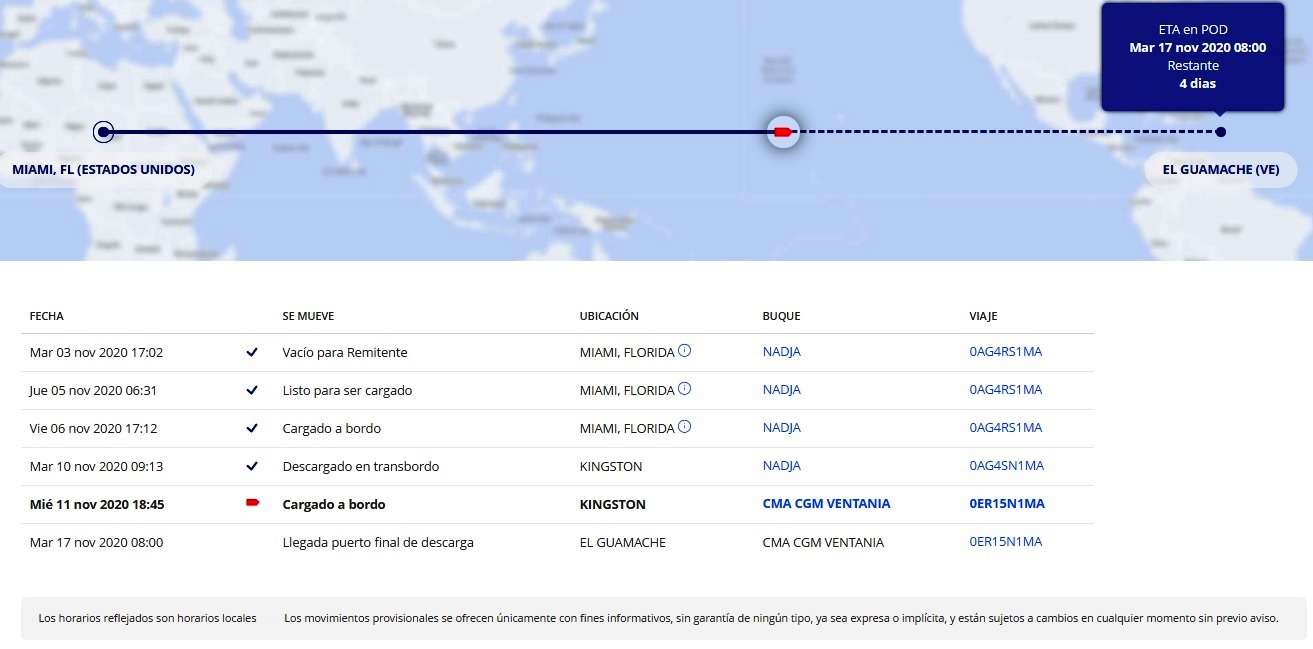 ETA en POD
Mar 17 nov 2020 08:00
Restante
4 dias
MIAMI, FL (ESTADOS UNIDOS)
EL GUAMACHE (VE)
FECHA SE MUEVE UBICACIÓN BUQUE VIAJE
Mar 03 nov 2020 17:02 Vacío para Remitente MIAMI, FLORIDA NADJA 0AG4RS1MA
Jue 05 nov 2020 06:31 Listo para ser cargado MIAMI, FLORIDA NADJA 0AG4RS1MA
Vie 06 nov 2020 17:12 Cargado a bordo MIAMI, FLORIDA NADJA 0AG4RS1MA
Mar 10 nov 2020 09:13 Descargado en transbordo KINGSTON NADJA 0AG4SN1MA
Mié 11 nov 2020 18:45 Cargado a bordo KINGSTON CMA CGM VENTANIA 0ER15N1MA
Mar 17 nov 2020 08:00 Llegada puerto final de descarga EL GUAMACHE CMA CGM VENTANIA 0ER15N1MA
Los horarios reflejados son horarios locales Los movimientos provisionales se ofrecen únicamente con fines informativos, sin garantía de ningún tipo, ya sea expresa o implícita, y están sujetos a cambios en cualquier momento sin previo aviso.